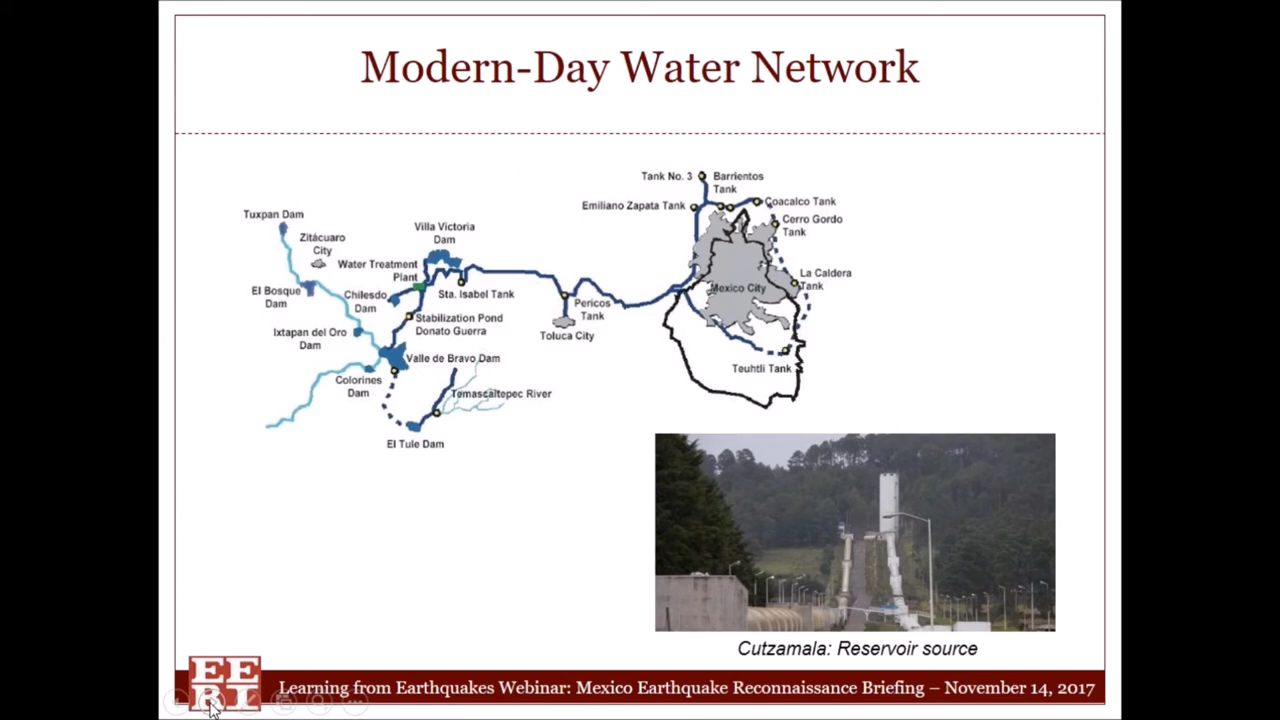 Modern-Day Water Network
Tank No. 3
Barrientos
Tank
Emiliano Zapata Tank
Coacalco Tank
Cerro Gordo
Tank
Tuxpan Dam
Zitácuaro
City
Villa Victoria
Dam
Water Treatment
Plant
La Caldera
Tank
El Bosque
Dam
Chilesdo
Dam
Sta. Isabel Tank
Mexico City
Pericos
Tank
Stabilization Pond
Donato Guerra
Ixtapan del Oro
Dam
Toluca City
Valle de Bravo Dam
Teuhtli Tank
Colorines
Dam
Temascaltepec River
El Tule Dam
Cutzamala: Reservoir source
EE
RI
Learning from Earthquakes Webinar: Mexico Earthquake Reconnaissance Briefing – November 14, 2017